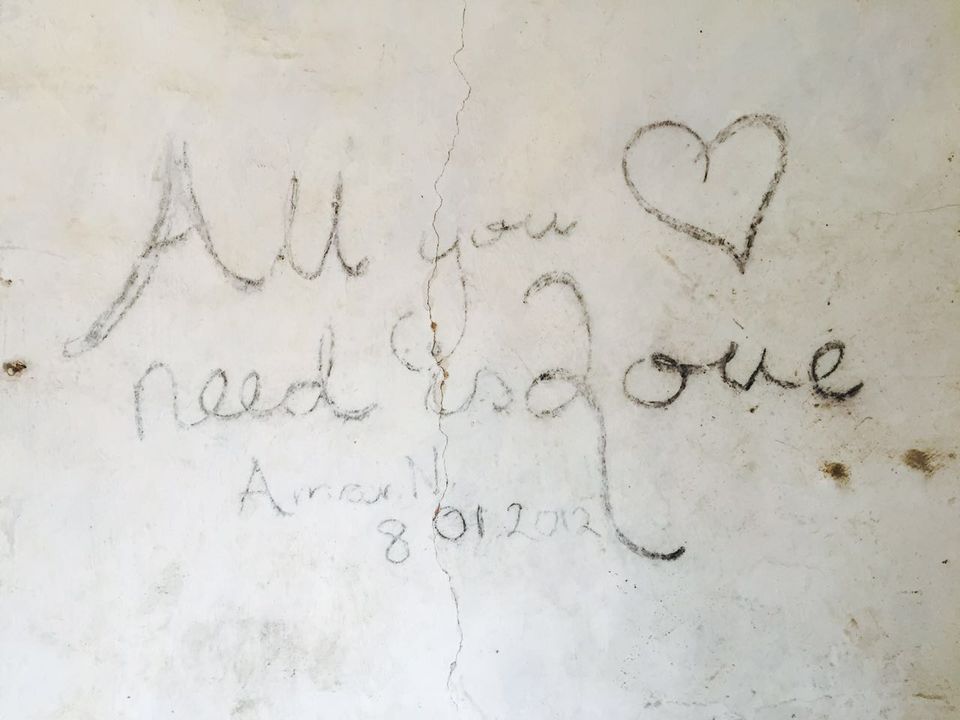 All you
need is love
Amar. N.
8 01 2012